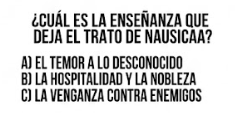 ¿CUÁL ES LA ENSEÑANZA QUE
DEJA EL TRATO DE NAUSICAA?
A) EL TEMOR A LO DESCONOCIDO
B) LA HOSPITALIDAD Y LA NOBLEZA
C) LA VENGANZA CONTRA ENEMIGOS